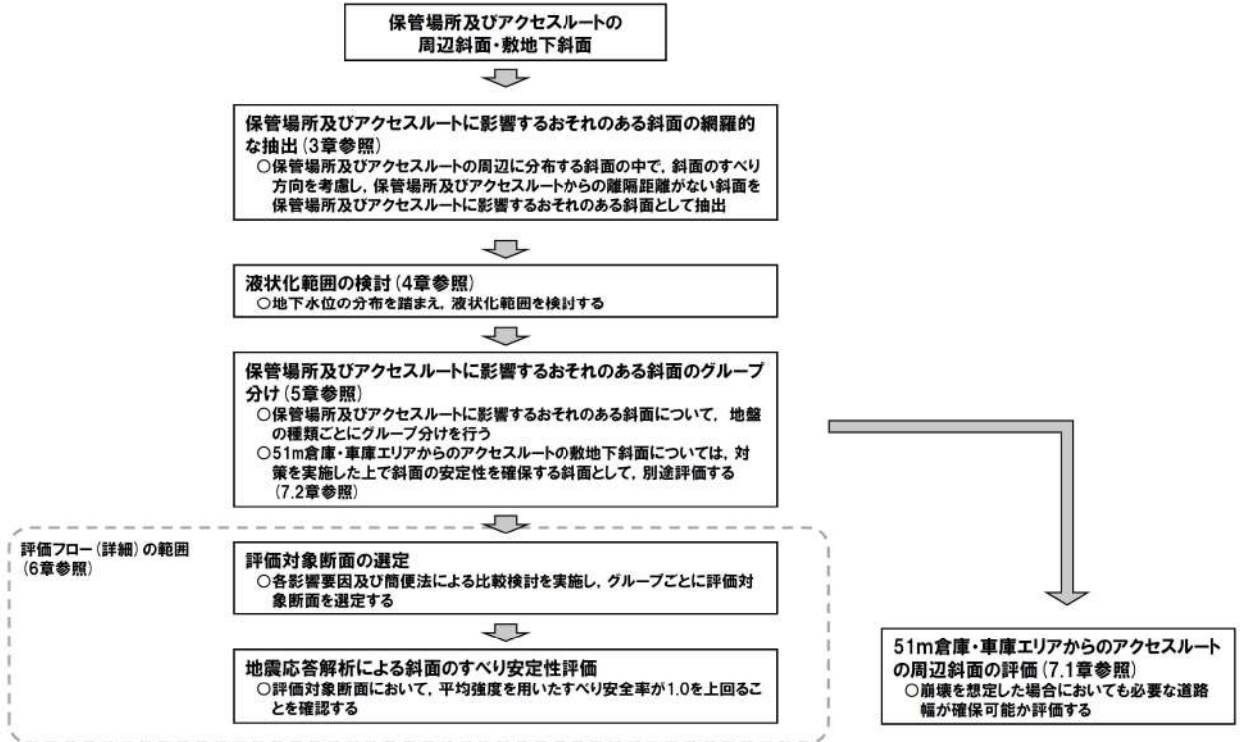 保管場所及びアクセスルートの
周辺斜面・敷地下斜面
保管場所及びアクセスルートに影響するおそれのある斜面の網羅的
な抽出(3章参照)
○保管場所及びアクセスルートの周辺に分布する斜面の中で,斜面のすべり
方向を考慮し,保管場所及びアクセスルートからの離隔距離がない斜面を
保管場所及びアクセスルートに影響するおそれのある斜面として抽出
液状化範囲の検討(4章参照)
○地下水位の分布を踏まえ,液状化範囲を検討する
保管場所及びアクセスルートに影響するおそれのある斜面のグループ
分け(5章参照)
○保管場所及びアクセスルートに影響するおそれのある斜面について, 地盤
の種類ごとにグループ分けを行う
○51m倉庫・車庫エリアからのアクセスルートの敷地下斜面については,対
策を実施した上で斜面の安定性を確保する斜面として,別途評価する
(7.2章参照)
評価フロー(詳細)の範囲
(6章参照)
評価対象断面の選定
○各影響要因及び簡便法による比較検討を実施し,グループごとに評価対
象断面を選定する
地震応答解析による斜面のすべり安定性評価
○評価対象断面において,平均強度を用いたすべり安全率が1.0を上回るこ
とを確認する
51m倉庫・車庫エリアからのアクセスルート
の周辺斜面の評価(7.1章参照)
○崩壊を想定した場合においても必要な道路
幅が確保可能か評価する